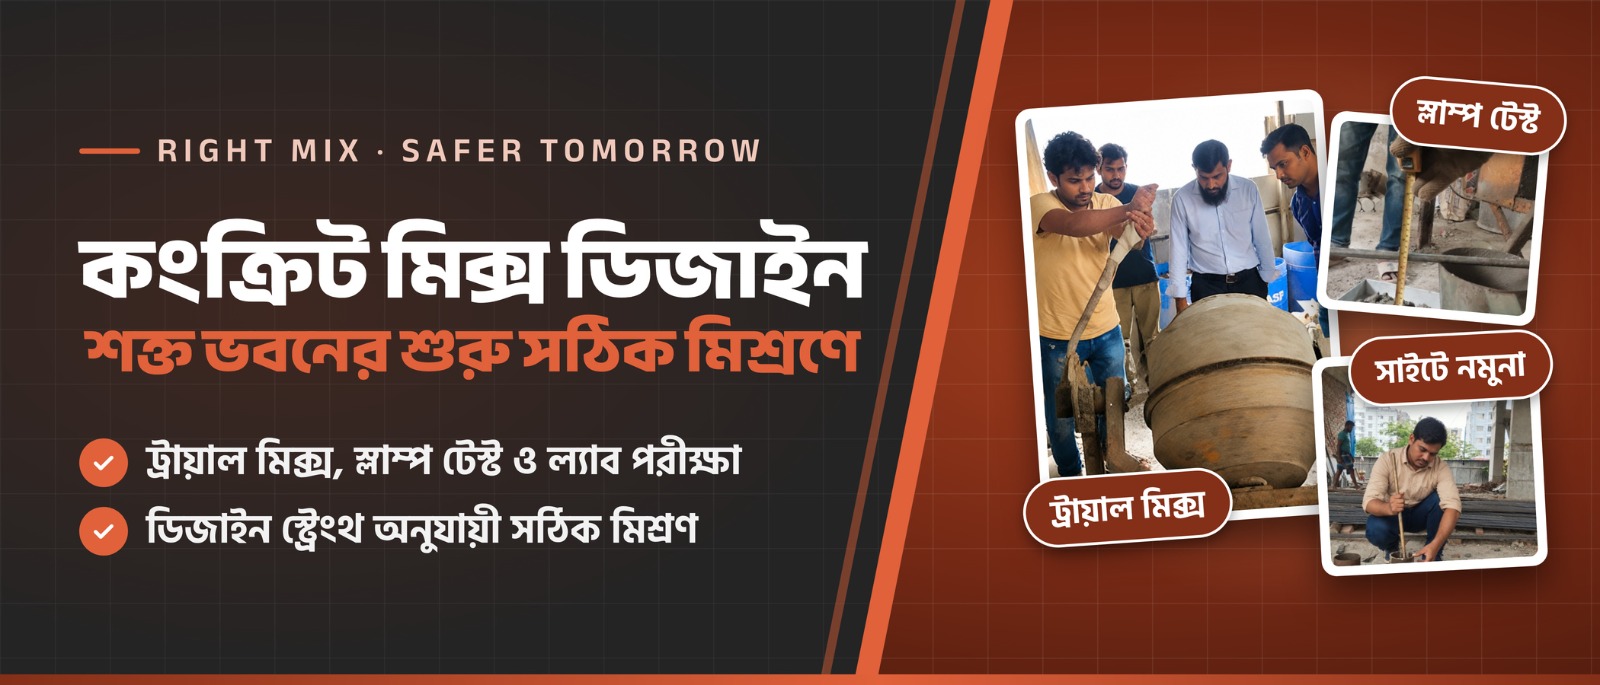 RIGHT MIX · SAFER TOMORROW
কংক্রিট মিক্স ডিজাইন
শক্ত ভবনের শুরু সঠিক মিশ্রণে
ট্রায়াল মিক্স, স্লাম্প টেস্ট ও ল্যাব পরীক্ষা
ডিজাইন স্ট্রেংথ অনুযায়ী সঠিক মিশ্রণ
স্লাম্প টেস্ট
সাইটে নমুনা
ট্রায়াল মিক্স